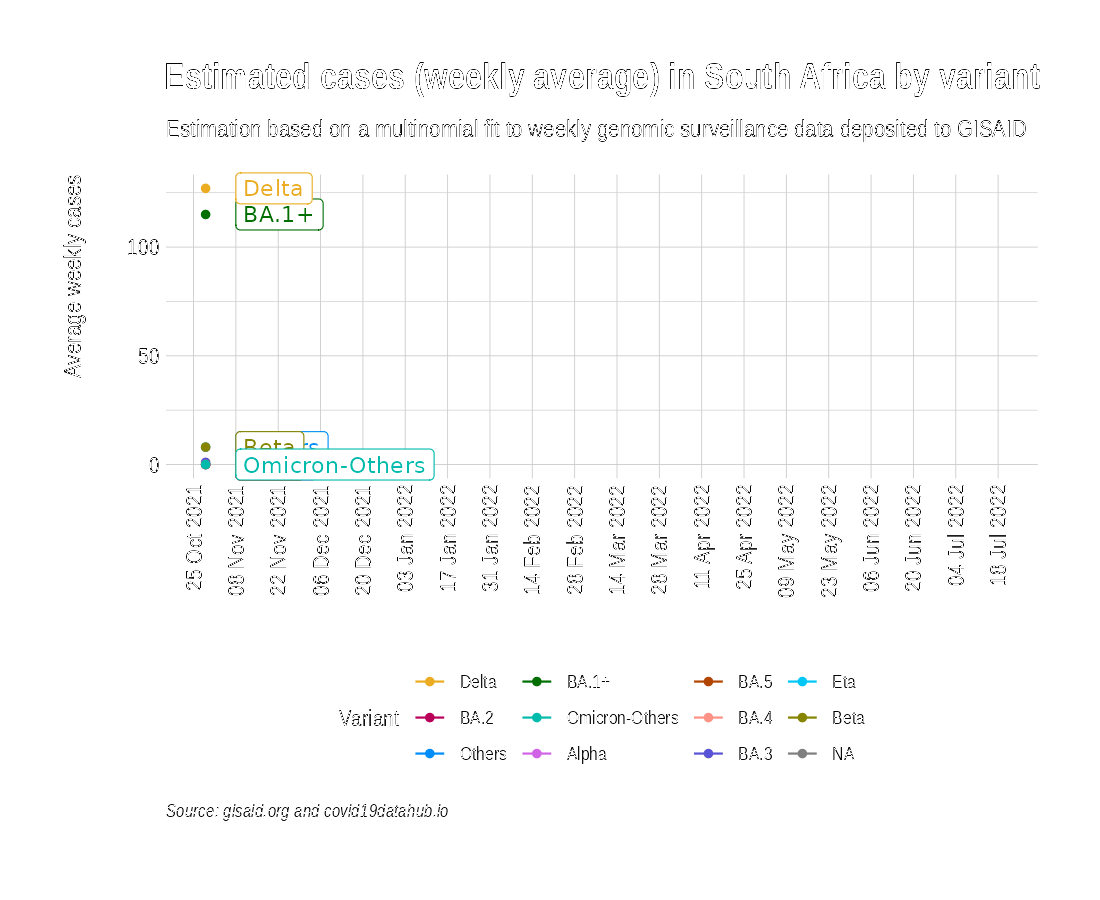 Estimated cases (weekly average) in South Africa by variant
Estimation based on a multinomial fit to weekly genomic surveillance data deposited to GISAID
Average weekly cases
100
50
0
Delta
BA.1+
Beta
rs
Omicron-Others
25 Oct 2021
08 Nov 2021
22 Nov 2021
06 Dec 2021
20 Dec 2021
03 Jan 2022
17 Jan 2022
31 Jan 2022
14 Feb 2022
28 Feb 2022
14 Mar 2022
28 Mar 2022
11 Apr 2022
25 Apr 2022
09 May 2022
23 May 2022
06 Jun 2022
20 Jun 2022
04 Jul 2022
18 Jul 2022
Variant
Delta BA.1+ BA.5 Eta
BA.2 Omicron-Others BA.4 Beta
Others Alpha BA.3 NA
Source: gisaid.org and covid19datahub.io